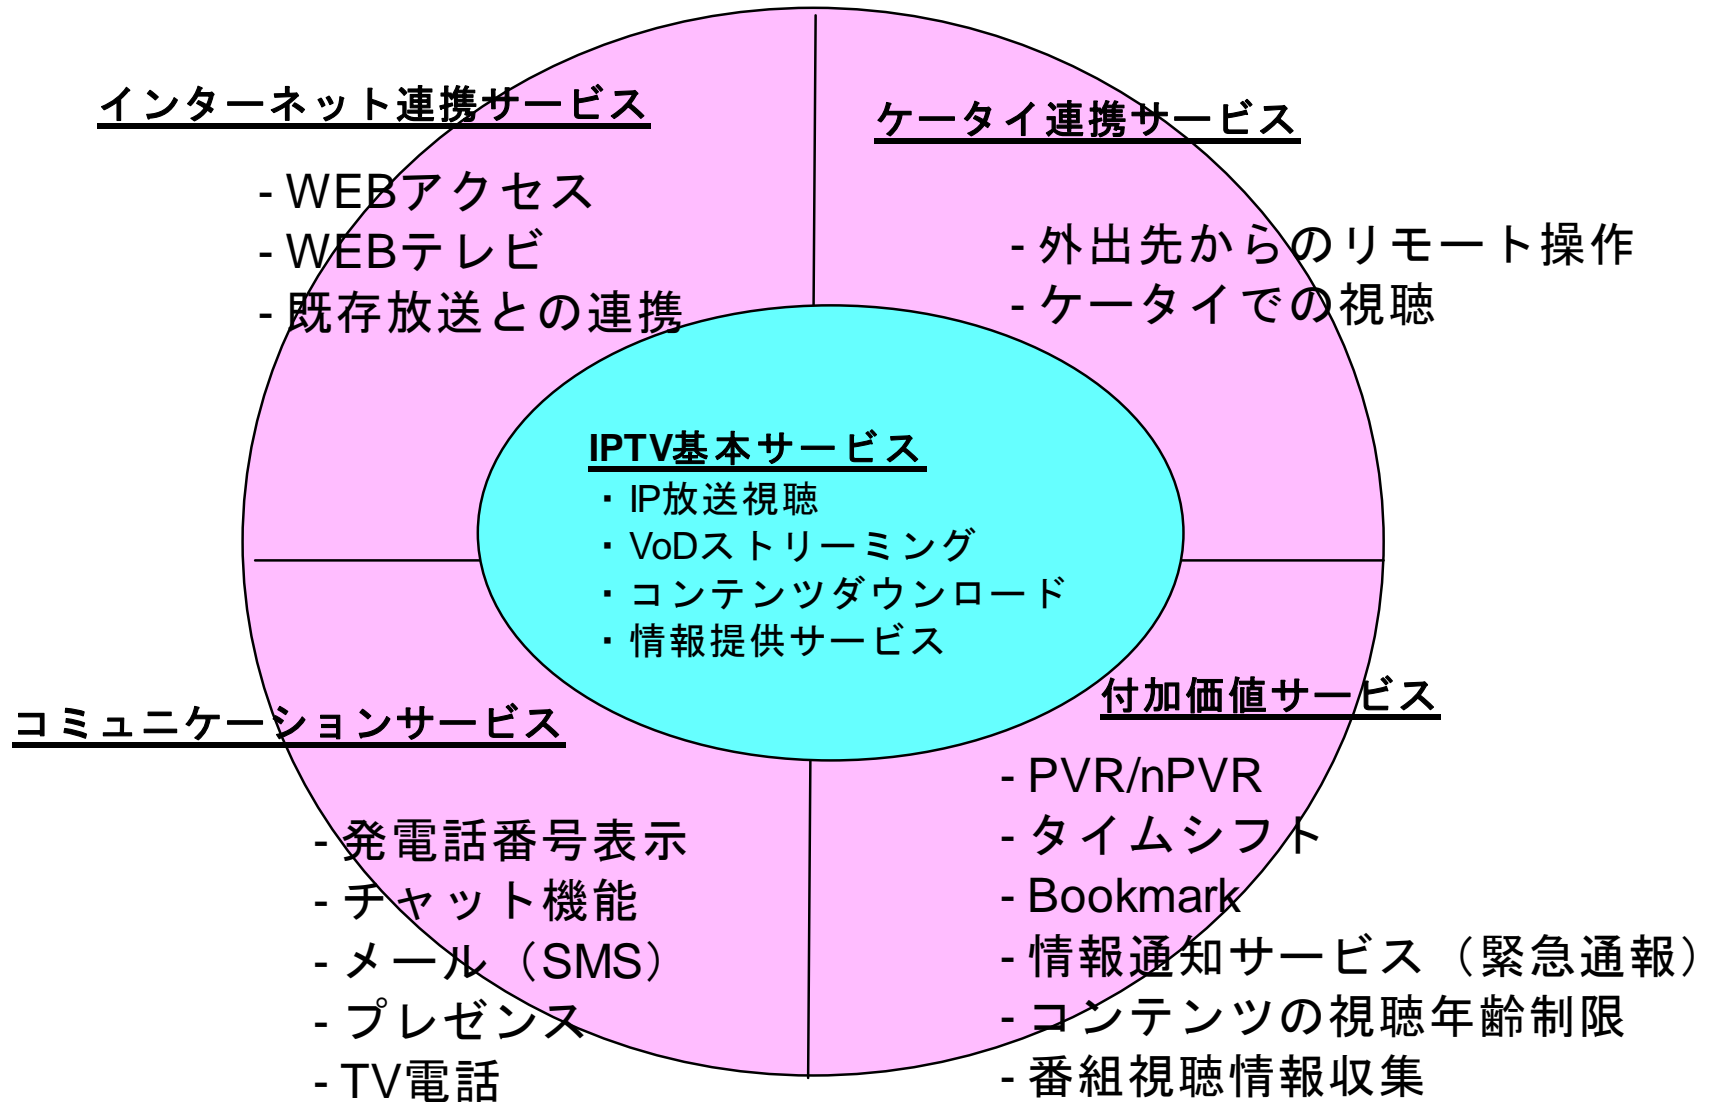 インターネット連携サービス
- WEBアクセス
- WEBテレビ
- 既存放送との連携
ケータイ連携サービス
- 外出先からのリモート操作
- ケータイでの視聴
IPTV基本サービス
・IP放送視聴
・VoDストリーミング
・コンテンツダウンロード
・情報提供サービス
コミュニケーションサービス
- 発電話番号表示
- チャット機能
- メール（SMS）
- プレゼンス
- TV電話
付加価値サービス
- PVR/nPVR
- タイムシフト
- Bookmark
- 情報通知サービス（緊急通報）
- コンテンツの視聴年齢制限
- 番組視聴情報収集